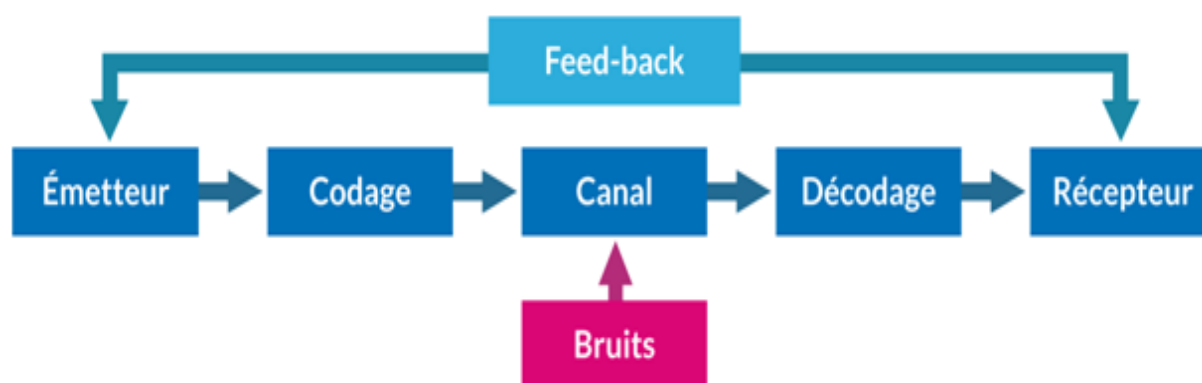 Feed-back
Émetteur
Codage
Canal
Décodage
Récepteur
Bruits